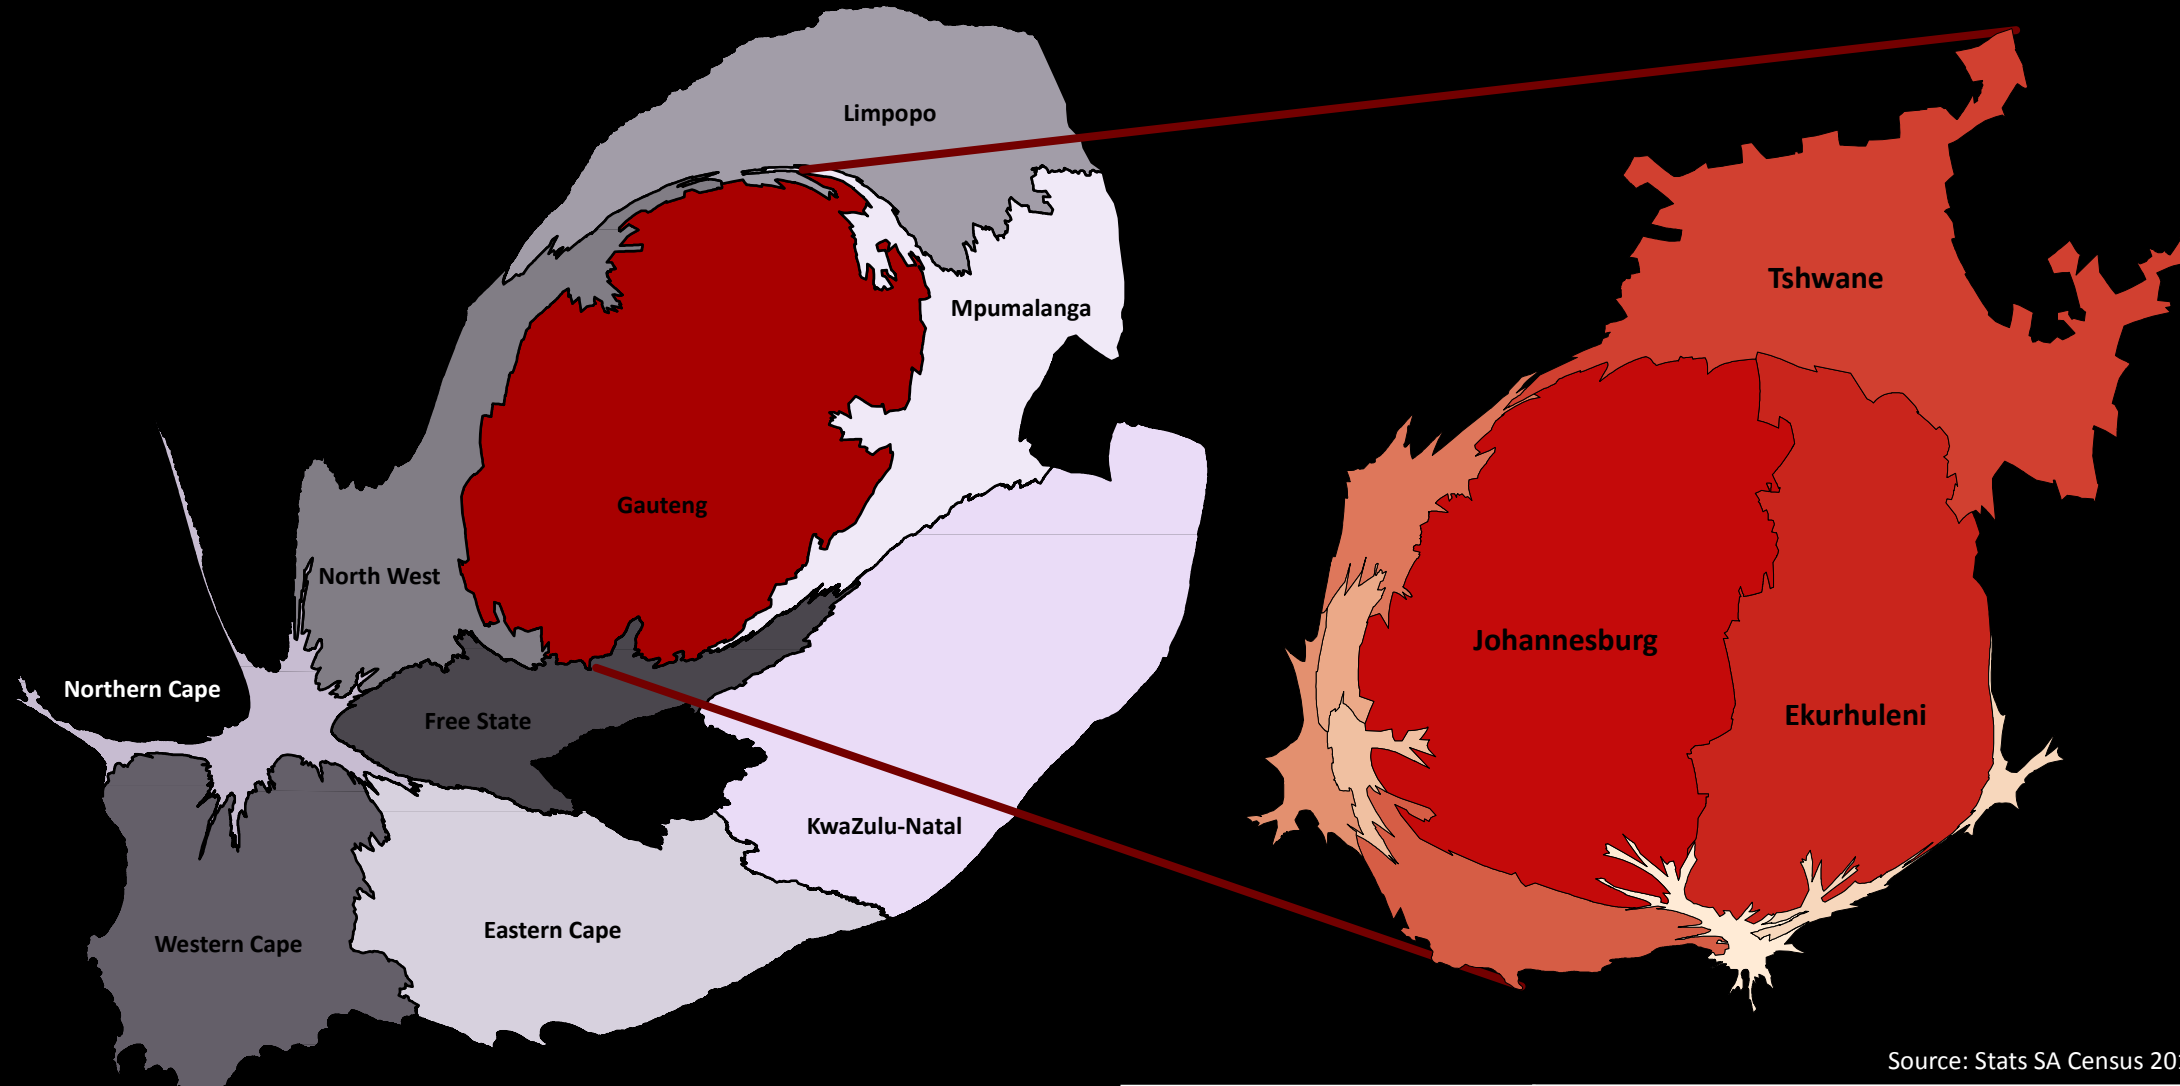 Limpopo
Tshwane
Mpumalanga
Gauteng
North West
Johannesburg
Northern Cape
Free State
Ekurhuleni
KwaZulu-Natal
Western Cape
Eastern Cape
Source: Stats SA Census